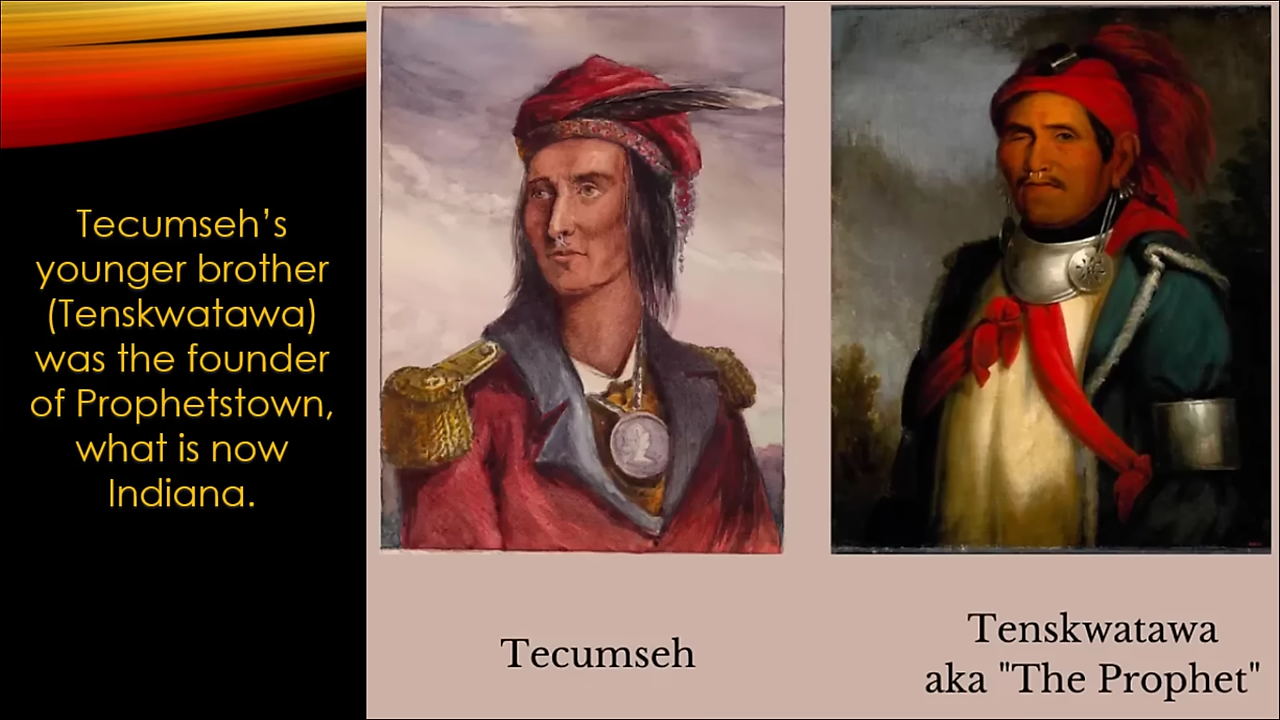 Tecumseh’s
younger brother
(Tenskwatawa)
was the founder
of Prophetstown,
what is now
Indiana.
Tecumseh
Tenskwatawa
aka "The Prophet"